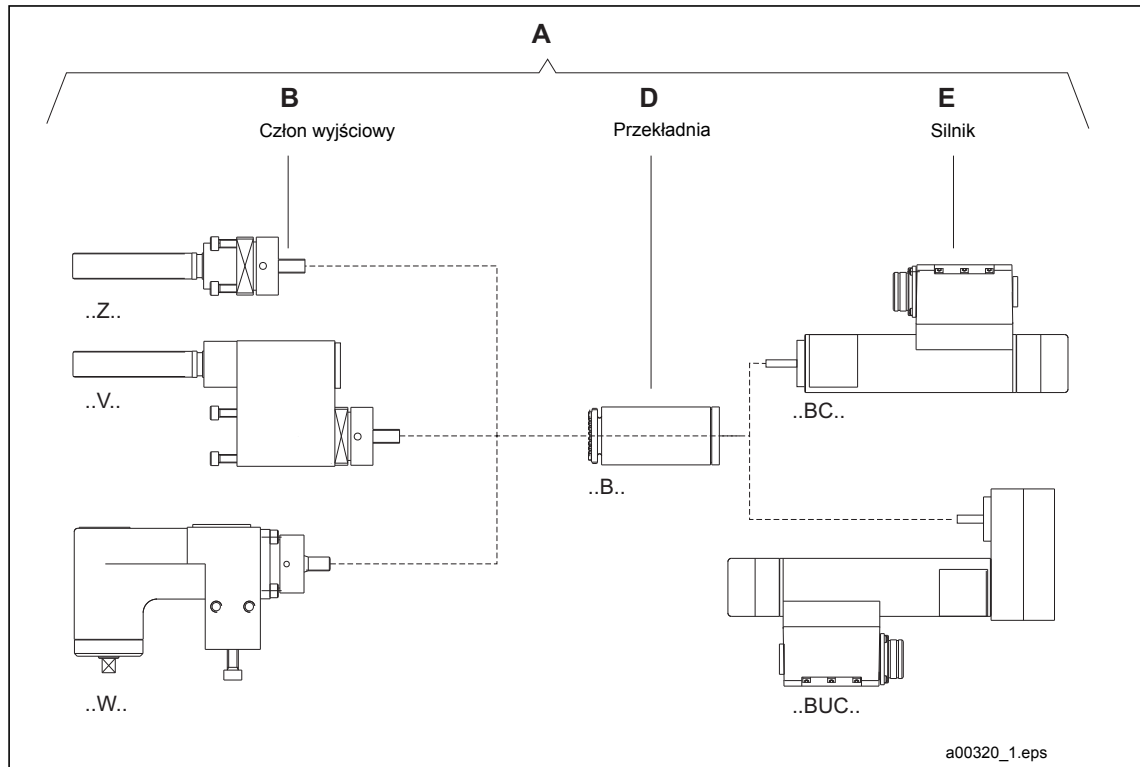 A
B
D
E
Człon wyjściowy
Przekładnia
Silnik
..Z..
..V..
..BC..
..B..
..W..
..BUC..
a00320_1.eps